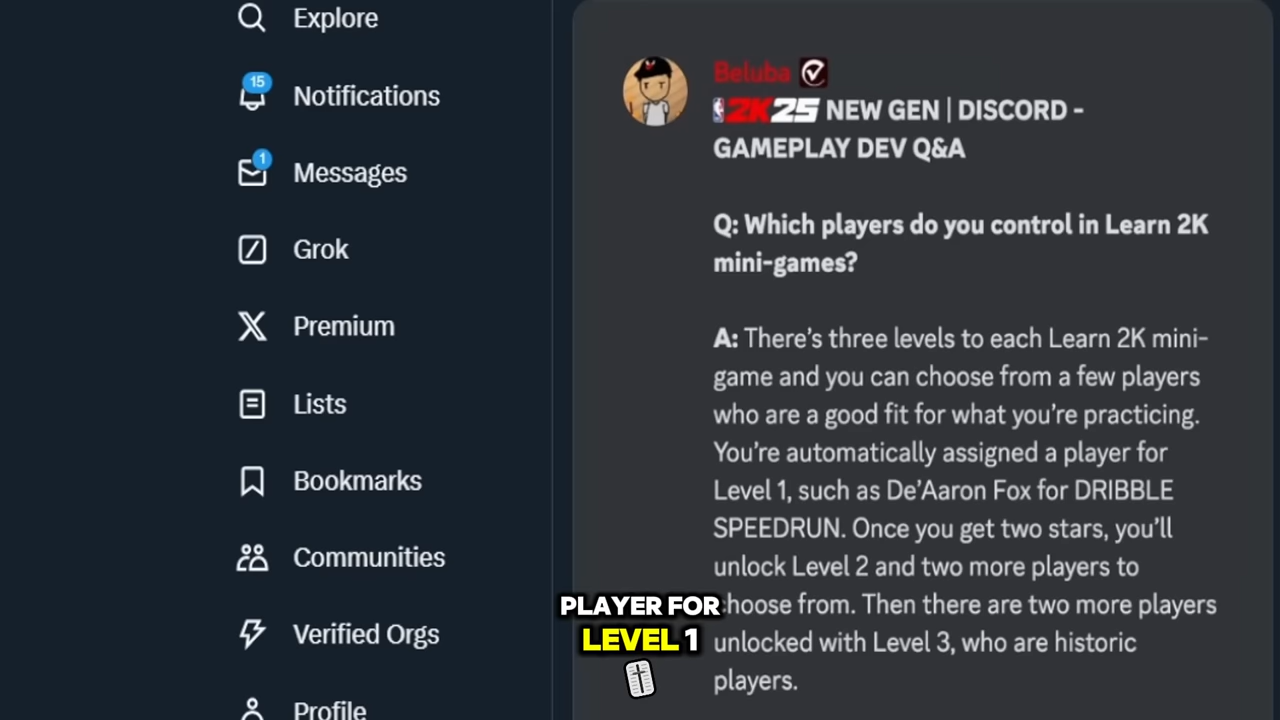 Explore
15
Notifications
1
Messages
Grok
Premium
Lists
Bookmarks
Communities
Verified Orgs
Profile
Beluba
2K25 NEW GEN | DISCORD -
GAMEPLAY DEV Q&A
Q: Which players do you control in Learn 2K
mini-games?
A: There's three levels to each Learn 2K mini-
game and you can choose from a few players
who are a good fit for what you're practicing.
You're automatically assigned a player for
Level 1, such as De'Aaron Fox for DRIBBLE
SPEEDRUN. Once you get two stars, you'll
unlock Level 2 and two more players to
choose from. Then there are two more players
unlocked with Level 3, who are historic
players.
PLAYER FOR
LEVEL 1